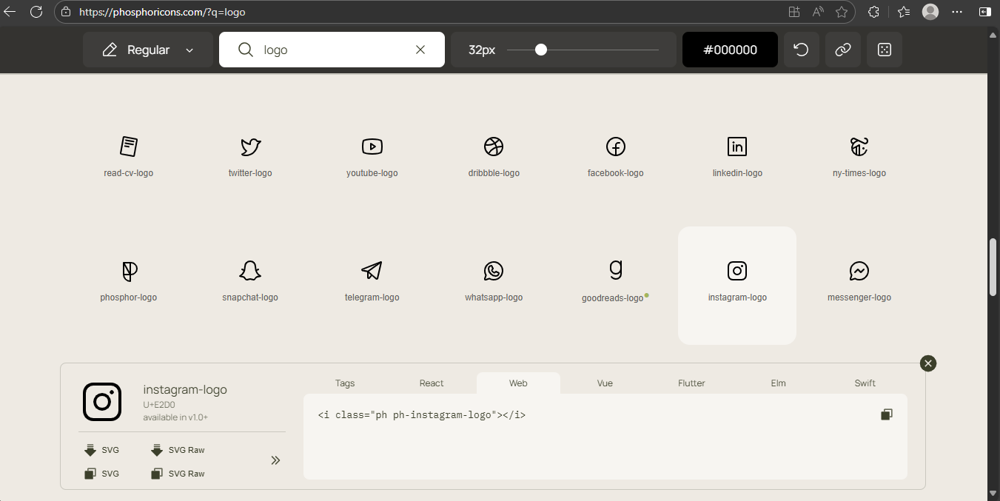 https://phosphoricons.com/?q=logo
Regular
logo
32px
#000000
read-cv-logo
twitter-logo
youtube-logo
dribbble-logo
facebook-logo
linkedin-logo
ny-times-logo
phosphor-logo
snapchat-logo
telegram-logo
whatsapp-logo
goodreads-logo
instagram-logo
messenger-logo
instagram-logo
U+E2D0
available in v1.0+
SVG
SVG Raw
SVG
SVG Raw
Tags
React
Web
Vue
Flutter
Elm
Swift
<i class="ph ph-instagram-logo"></i>